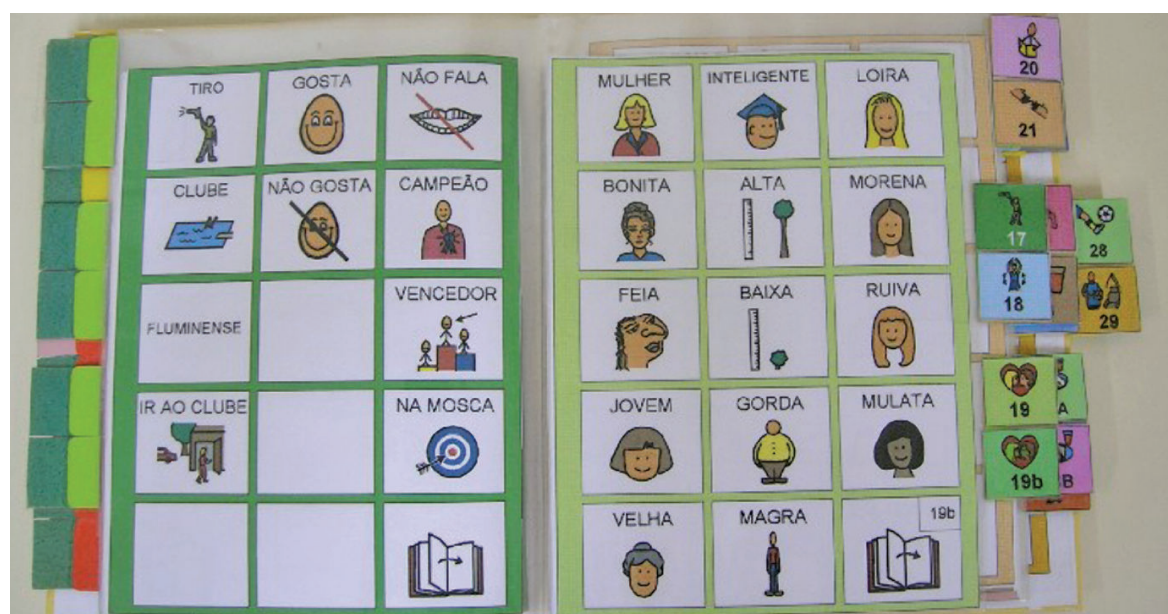 TIRO
GOSTA
NÃO FALA
CLUBE
NÃO GOSTA
CAMPEÃO
FLUMINENSE
VENCEDOR
IR AO CLUBE
NA MOSCA
MULHER
INTELIGENTE
LOIRA
BONITA
ALTA
MORENA
FEIA
BAIXA
RUIVA
JOVEM
GORDA
MULATA
VELHA
MAGRA
19b
20
21
17
28
18
29
19
A
19b
B